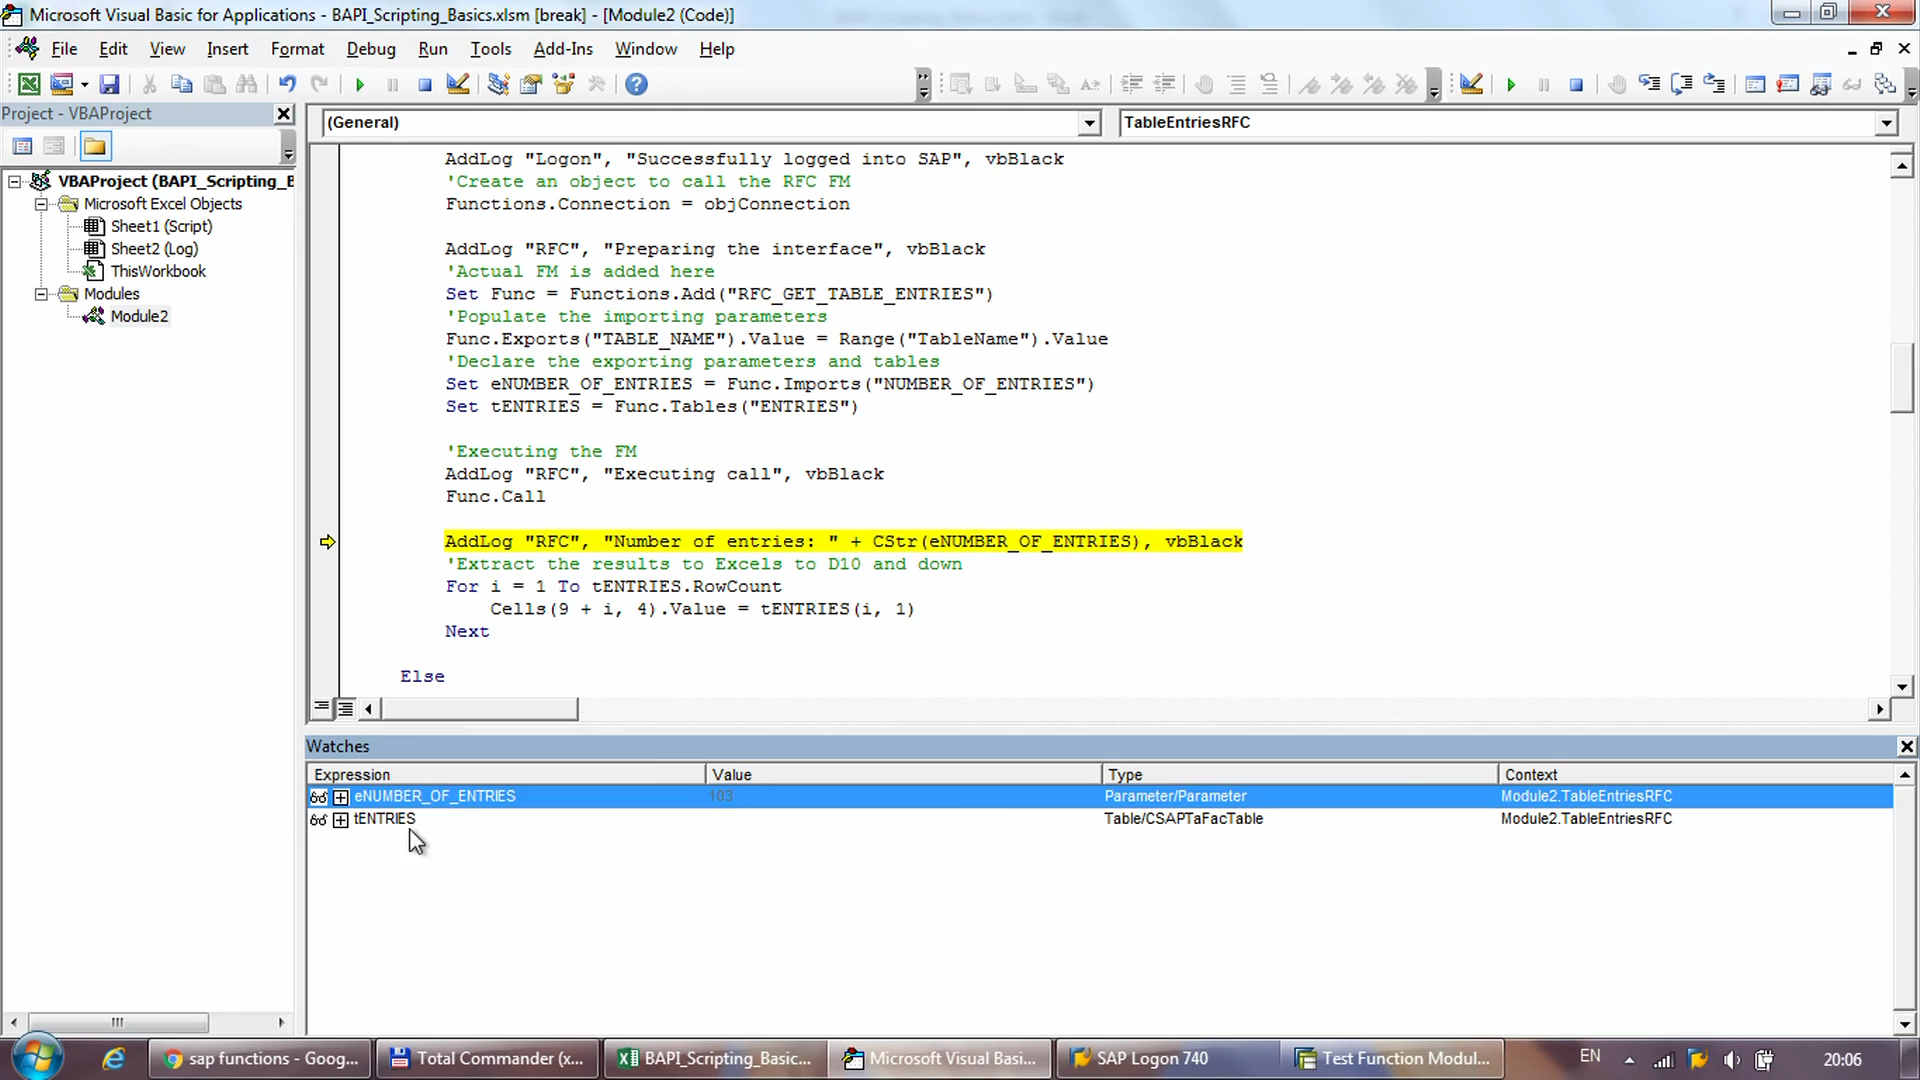 Microsoft Visual Basic for Applications - BAPI_Scripting_Basics.xlsm [break] - [Module2 (Code)]
File Edit View Insert Format Debug Run Tools Add-Ins Window Help
Project - VBAProject
(General)
TableEntriesRFC
VBAProject (BAPI_Scripting_B
Microsoft Excel Objects
Sheet1 (Script)
Sheet2 (Log)
ThisWorkbook
Modules
Module2
AddLog "Logon", "Successfully logged into SAP", vbBlack
'Create an object to call the RFC FM
Functions.Connection = objConnection
AddLog "RFC", "Preparing the interface", vbBlack
'Actual FM is added here
Set Func = Functions.Add("RFC_GET_TABLE_ENTRIES")
'Populate the importing parameters
Func.Exports("TABLE_NAME").Value = Range("TableName").Value
'Declare the exporting parameters and tables
Set eNUMBER_OF_ENTRIES = Func.Imports("NUMBER_OF_ENTRIES")
Set tENTRIES = Func.Tables("ENTRIES")
'Executing the FM
AddLog "RFC", "Executing call", vbBlack
Func.Call
AddLog "RFC", "Number of entries: " + CStr(eNUMBER_OF_ENTRIES), vbBlack
'Extract the results to Excels to D10 and down
For i = 1 To tENTRIES.RowCount
Cells(9 + i, 4).Value = tENTRIES(i, 1)
Next
Else
Watches
Expression Value Type Context
eNUMBER_OF_ENTRIES 103 Parameter/Parameter Module2.TableEntriesRFC
tENTRIES Table/CSAPTaFacTable Module2.TableEntriesRFC
sap functions - Goog...
Total Commander (x...
BAPI_Scripting_Basic...
Microsoft Visual Basi...
SAP Logon 740
Test Function Modul...
EN
20:06